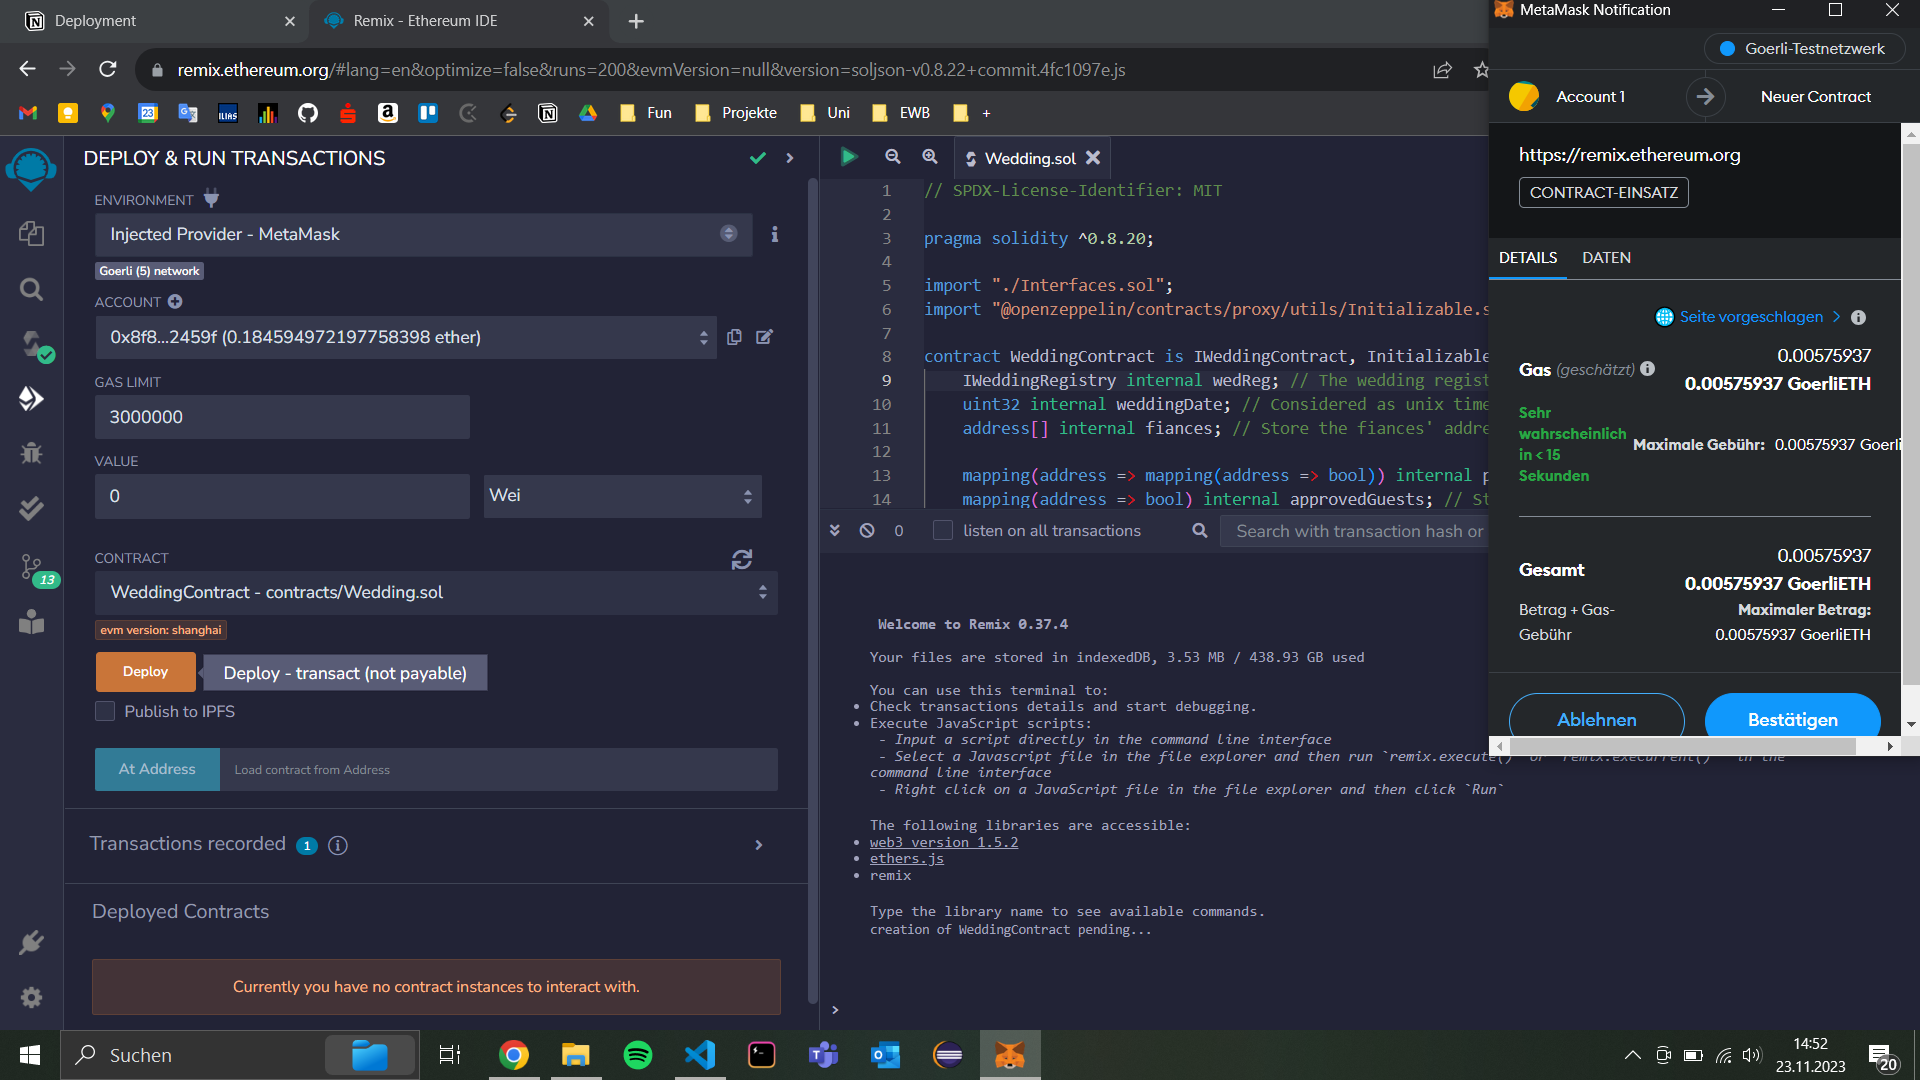 Deployment
Remix - Ethereum IDE
remix.ethereum.org/#lang=en&optimize=false&runs=200&evmVersion=null&version=soljson-v0.8.22+commit.4fc1097e.js
23
ILIAS
Fun
Projekte
Uni
EWB
+
DEPLOY & RUN TRANSACTIONS
ENVIRONMENT
Injected Provider - MetaMask
Goerli (5) network
ACCOUNT
0x8f8...2459f (0.184594972197758398 ether)
GAS LIMIT
3000000
VALUE
0
Wei
CONTRACT
WeddingContract - contracts/Wedding.sol
evm version: shanghai
Deploy
Deploy - transact (not payable)
Publish to IPFS
At Address
Load contract from Address
Transactions recorded 1
Deployed Contracts
Currently you have no contract instances to interact with.
13
Wedding.sol
1 // SPDX-License-Identifier: MIT
2
3 pragma solidity ^0.8.20;
4
5 import "./Interfaces.sol";
6 import "@openzeppelin/contracts/proxy/utils/Initializable.s
7
8 contract WeddingContract is IWeddingContract, Initializable
9 IWeddingRegistry internal wedReg; // The wedding regist
10 uint32 internal weddingDate; // Considered as unix time
11 address[] internal fiances; // Store the fiances' addre
12
13 mapping(address => mapping(address => bool)) internal p
14 mapping(address => bool) internal approvedGuests; // St
0
listen on all transactions
Search with transaction hash or
Welcome to Remix 0.37.4
Your files are stored in indexedDB, 3.53 MB / 438.93 GB used
You can use this terminal to:
• Check transactions details and start debugging.
• Execute JavaScript scripts:
- Input a script directly in the command line interface
- Select a Javascript file in the file explorer and then run `remix.execute()` or `remix.exeCurrent()` in the
command line interface
- Right click on a JavaScript file in the file explorer and then click `Run`
The following libraries are accessible:
• web3 version 1.5.2
• ethers.js
• remix
Type the library name to see available commands.
creation of WeddingContract pending...
>
MetaMask Notification
Goerli-Testnetzwerk
Account 1
Neuer Contract
https://remix.ethereum.org
CONTRACT-EINSATZ
DETAILS
DATEN
Seite vorgeschlagen >
Gas (geschätzt)
0.00575937
0.00575937 GoerliETH
Sehr
wahrscheinlich
in < 15
Sekunden
Maximale Gebühr: 0.00575937 Goerli
Gesamt
0.00575937
0.00575937 GoerliETH
Betrag + Gas-
Gebühr
Maximaler Betrag:
0.00575937 GoerliETH
Ablehnen
Bestätigen
Suchen
14:52
23.11.2023
20